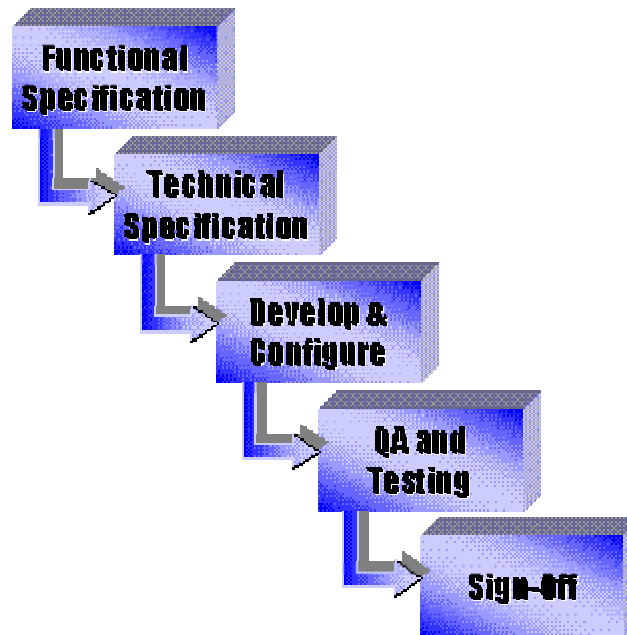 Functional
Specification
Technical
Specification
Develop &
Configure
QA and
Testing
Sign-Off